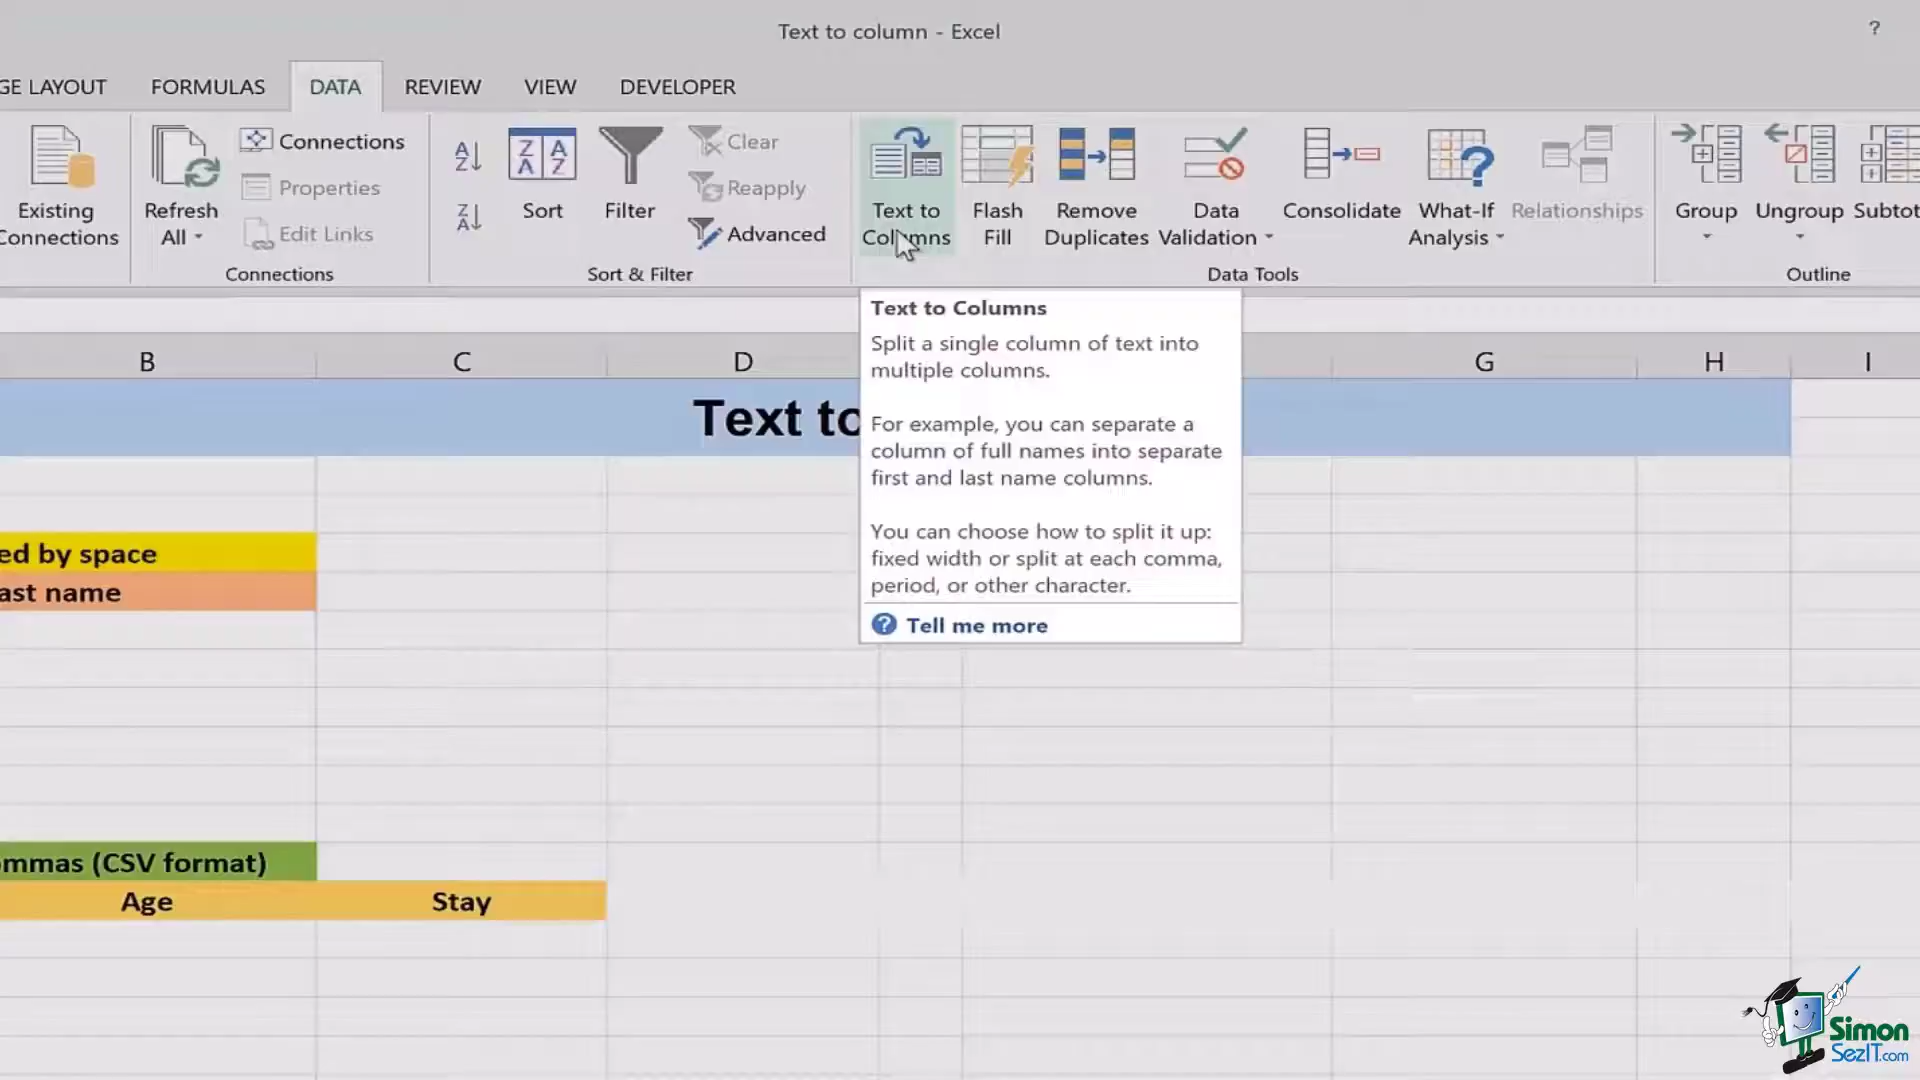 Text to column - Excel
?
GE LAYOUT FORMULAS DATA REVIEW VIEW DEVELOPER
Existing
Connections
Refresh
All
Connections
Properties
Edit Links
Connections
A
Z
Z
A
Z A
A Z
Sort
Filter
Clear
Reapply
Advanced
Sort & Filter
Text to
Columns
Flash
Fill
Remove
Duplicates
Data
Validation
Consolidate
What-If
Analysis
Relationships
Data Tools
Group
Ungroup
Subtot
Outline
Text to Columns
Split a single column of text into
multiple columns.
For example, you can separate a
column of full names into separate
first and last name columns.
You can choose how to split it up:
fixed width or split at each comma,
period, or other character.
? Tell me more
B C D G H I
Text to
ed by space
ast name
ommas (CSV format)
Age Stay
Simon
SezIT.com